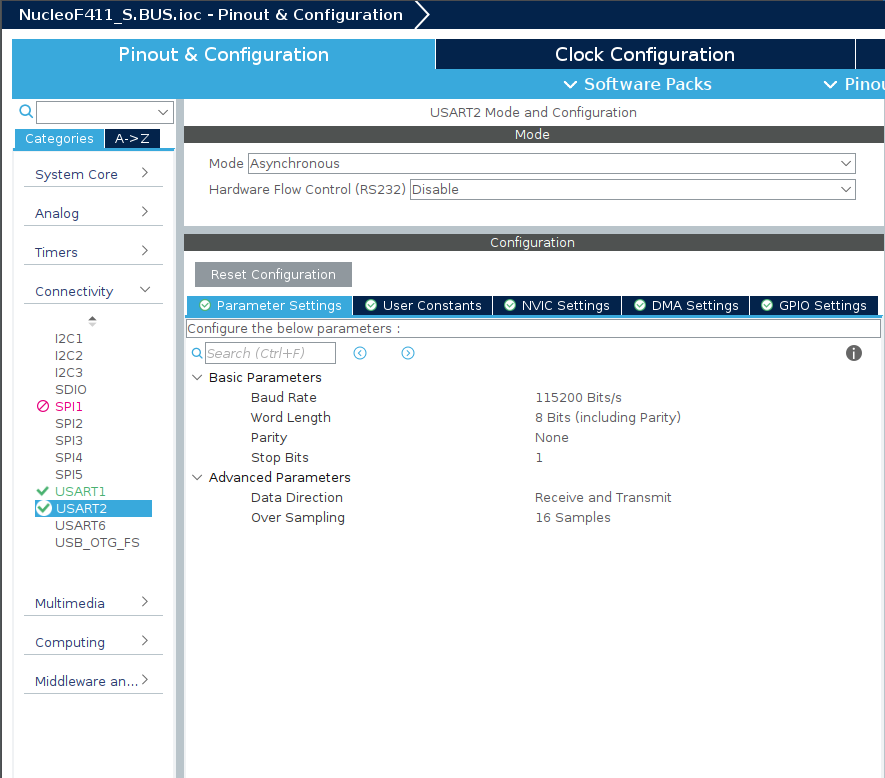 NucleoF411_S.BUS.ioc - Pinout & Configuration
Pinout & Configuration
Clock Configuration
Software Packs
Categories
A->Z
System Core
Analog
Timers
Connectivity
I2C1
I2C2
I2C3
SDIO
SPI1
SPI2
SPI3
SPI4
SPI5
USART1
USART2
USART6
USB_OTG_FS
Multimedia
Computing
Middleware an...
USART2 Mode and Configuration
Mode
Mode Asynchronous
Hardware Flow Control (RS232) Disable
Configuration
Reset Configuration
Parameter Settings
User Constants
NVIC Settings
DMA Settings
GPIO Settings
Configure the below parameters :
Search (Ctrl+F)
Basic Parameters
Baud Rate 115200 Bits/s
Word Length 8 Bits (including Parity)
Parity None
Stop Bits 1
Advanced Parameters
Data Direction Receive and Transmit
Over Sampling 16 Samples